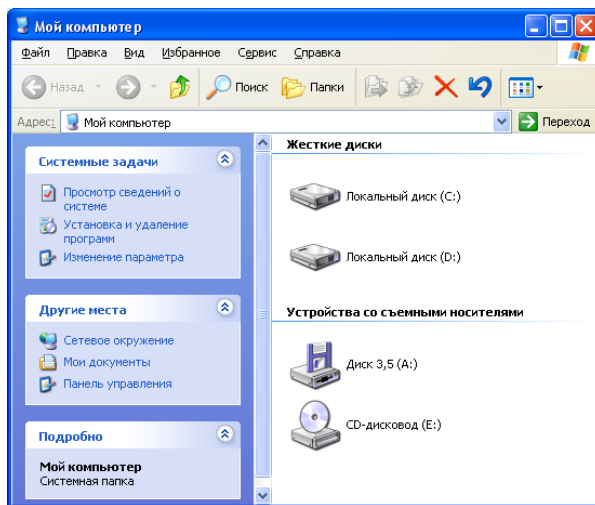 Мой компьютер
Файл Правка Вид Избранное Сервис Справка
Назад Поиск Папки
Адрес: Мой компьютер Переход
Системные задачи
Просмотр сведений о
системе
Установка и удаление
программ
Изменение параметра
Другие места
Сетевое окружение
Мои документы
Панель управления
Подробно
Мой компьютер
Системная папка
Жесткие диски
Локальный диск (C:)
Локальный диск (D:)
Устройства со съемными носителями
Диск 3,5 (A:)
CD-дисковод (E:)